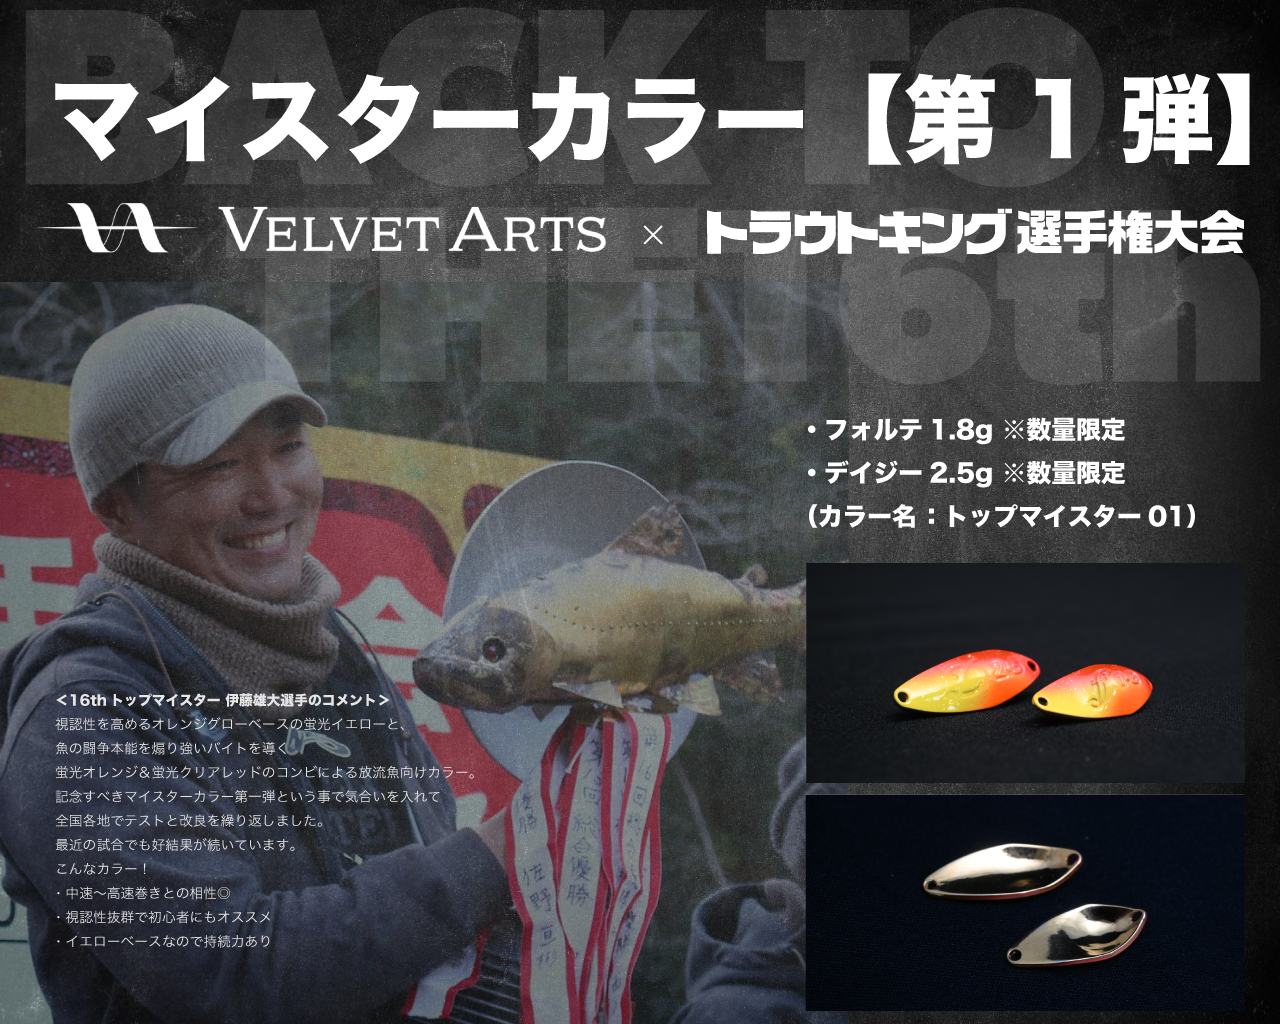 BACK TO
THE 16th
マイスターカラー【第1弾】
VELVET ARTS × トラウトキング選手権大会
・フォルテ 1.8g ※数量限定
・デイジー 2.5g ※数量限定
（カラー名：トップマイスター 01）
＜16th トップマイスター 伊藤雄大選手のコメント＞
視認性を高めるオレンジグローベースの蛍光イエローと、
魚の闘争本能を煽り強いバイトを導く
蛍光オレンジ＆蛍光クリアレッドのコンビによる放流魚向けカラー。
記念すべきマイスターカラー第一弾という事で気合いを入れて
全国各地でテストと改良を繰り返しました。
最近の試合でも好結果が続いています。
こんなカラー！
・中速～高速巻きとの相性◎
・視認性抜群で初心者にもオススメ
・イエローベースなので持続力あり